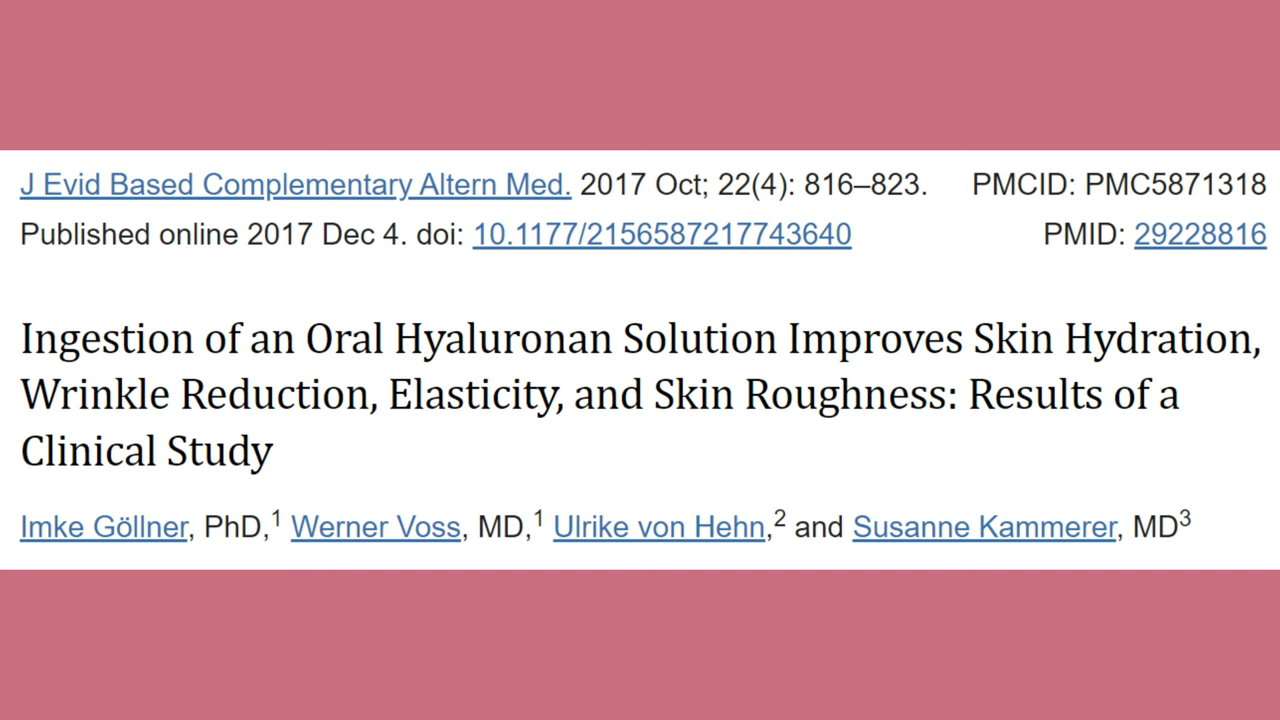 J Evid Based Complementary Altern Med. 2017 Oct; 22(4): 816–823. PMCID: PMC5871318
Published online 2017 Dec 4. doi: 10.1177/2156587217743640 PMID: 29228816
Ingestion of an Oral Hyaluronan Solution Improves Skin Hydration,
Wrinkle Reduction, Elasticity, and Skin Roughness: Results of a
Clinical Study
Imke Göllner, PhD,1 Werner Voss, MD,1 Ulrike von Hehn,2 and Susanne Kammerer, MD3